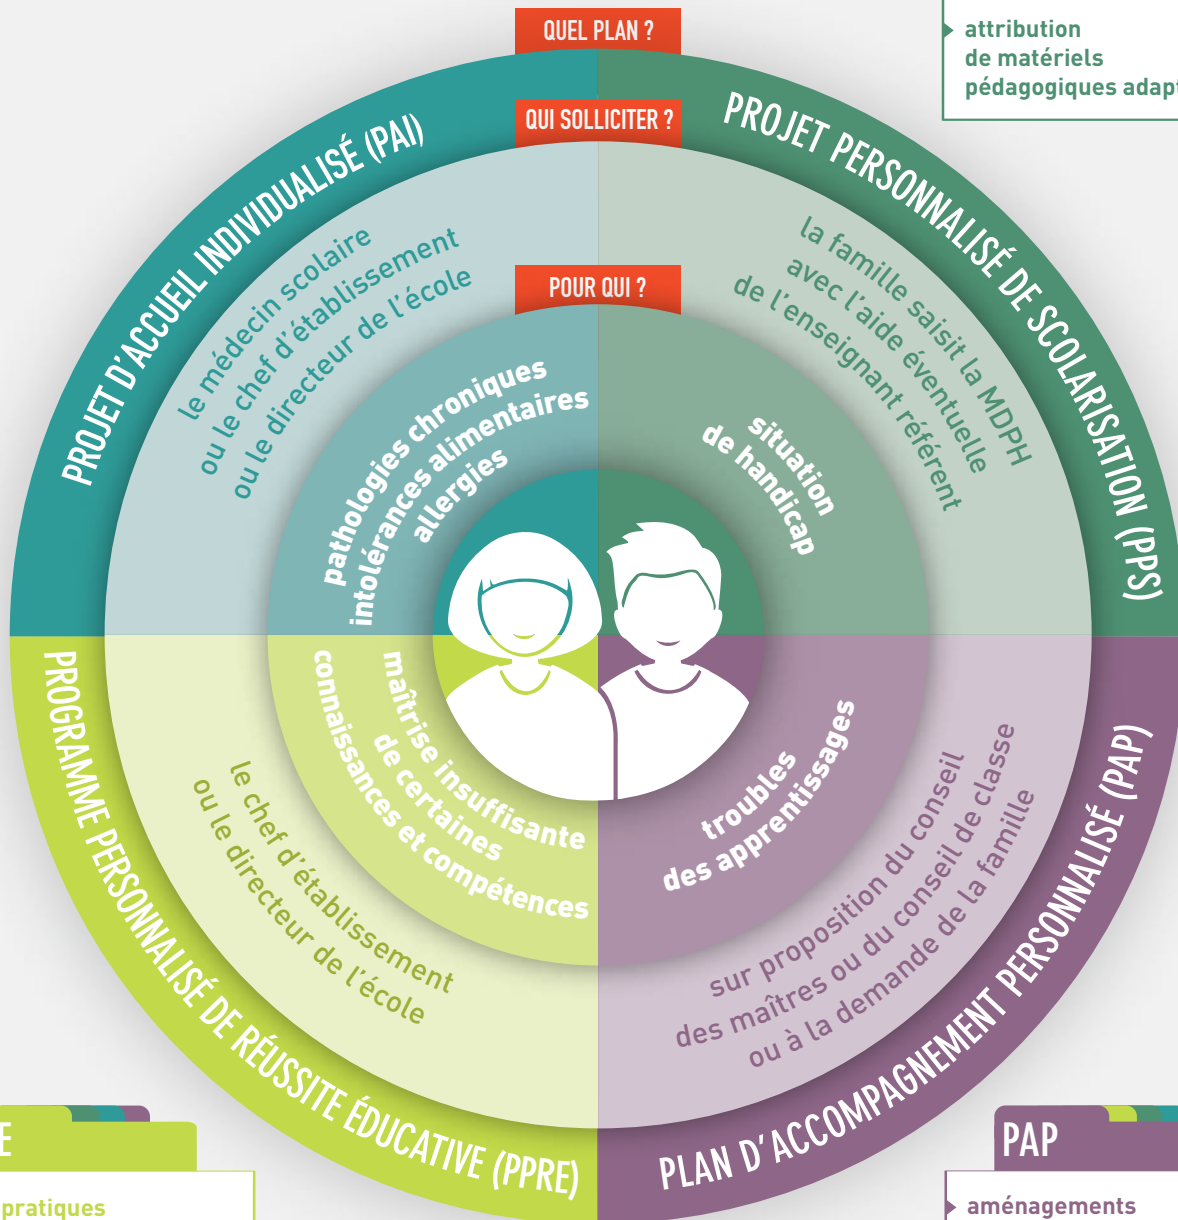 QUEL PLAN ?
attribution
de matériels
pédagogiques
QUI SOLLICITER ?
PROJET D'ACCUEIL INDIVIDUALISÉ (PAI)
le médecin scolaire
ou le chef d'établissement
ou le directeur de l'école
PROJET PERSONNALISÉ DE SCOLARISATION (PPS)
la famille saisit la MDPH
avec l'aide éventuelle
de l'enseignant référent
POUR QUI ?
pathologies chroniques
intolérances alimentaires
allergies
situation
de handicap
maîtrise insuffisante
de certaines
connaissances et compétences
troubles
des apprentissages
le chef d'établissement
ou le directeur de l'école
PROGRAMME PERSONNALISÉ DE RÉUSSITE ÉDUCATIVE (PPRE)
sur proposition du conseil
des maîtres ou du conseil de classe
ou à la demande de la famille
PLAN D'ACCOMPAGNEMENT PERSONNALISÉ (PAP)
E
pratiques
PAP
aménagements